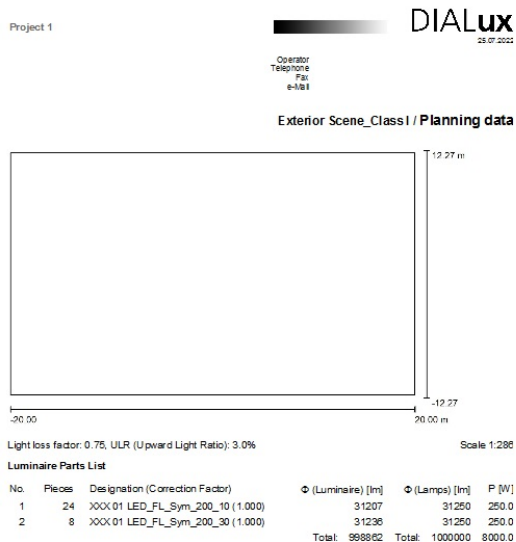 Project 1
DIALux
25.07.2022
Operator
Telephone
Fax
e-Mail
Exterior Scene_Class I / Planning data
12.27 m
-12.27
-20.00
20.00 m
Light loss factor: 0.75, ULR (Upward Light Ratio): 3.0%
Scale 1:286
Luminaire Parts List
No. Pieces Designation (Correction Factor) Φ (Luminaire) [lm] Φ (Lamps) [lm] P [W]
1 24 XXX 01 LED_FL_Sym_200_10 (1.000) 31207 31250 250.0
2 8 XXX 01 LED_FL_Sym_200_30 (1.000) 31236 31250 250.0
Total: 998862 Total: 1000000 8000.0